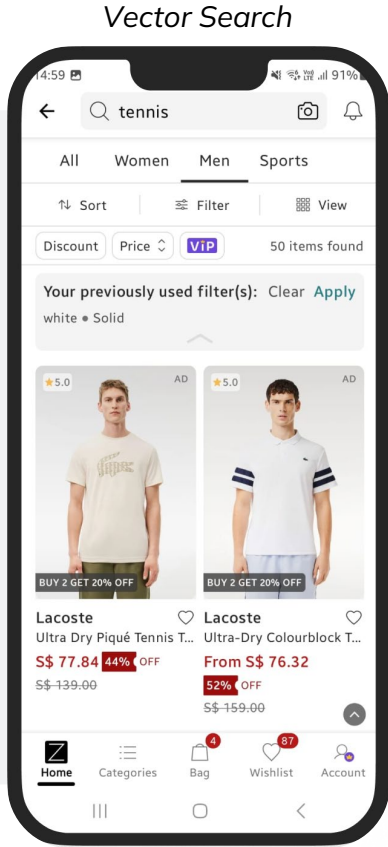 Vector Search
14:59 91%
tennis
All Women Men Sports
Sort Filter View
Discount Price ViP 50 items found
Your previously used filter(s): Clear Apply
white • Solid
5.0 AD 5.0 AD
BUY 2 GET 20% OFF BUY 2 GET 20% OFF
Lacoste Lacoste
Ultra Dry Piqué Tennis T... Ultra-Dry Colourblock T...
S$ 77.84 44% OFF From S$ 76.32
S$ 139.00 52% OFF
S$ 159.00
Z 4 87
Home Categories Bag Wishlist Account